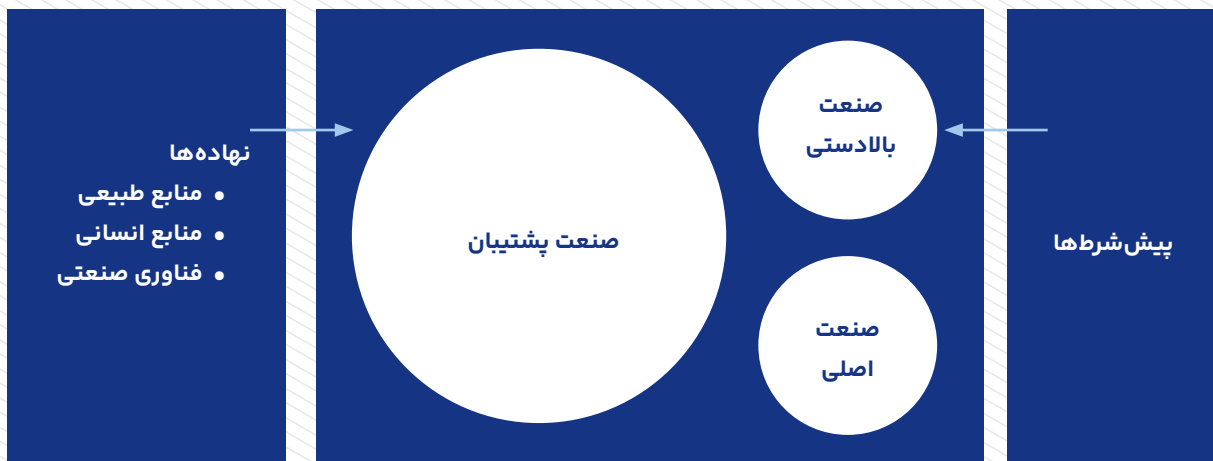 پیش‌شرط‌ها
صنعت
بالادستی
صنعت
اصلی
صنعت پشتیبان
نهاده‌ها
• منابع طبیعی
• منابع انسانی
• فناوری صنعتی